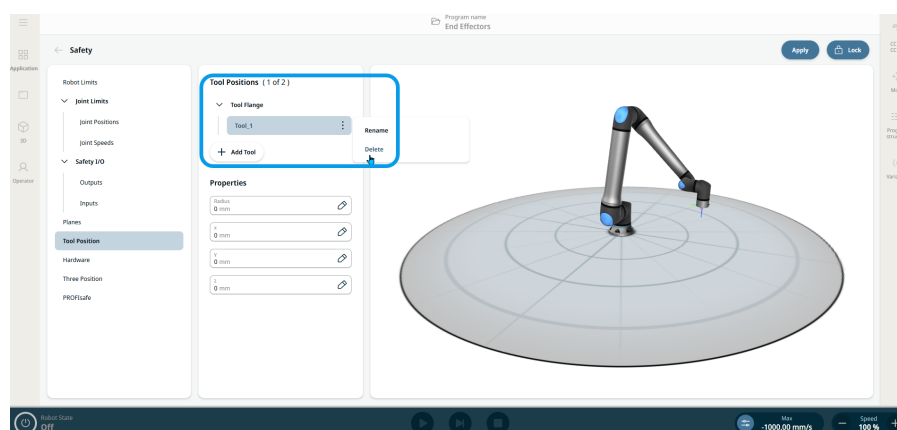 Program name
End Effectors
Safety
Apply
Lock
Application
3D
Operator
Robot Limits
Joint Limits
Joint Positions
Joint Speeds
Safety I/O
Outputs
Inputs
Planes
Tool Position
Hardware
Three Position
PROFIsafe
Tool Positions ( 1 of 2 )
Tool Flange
Tool_1
Add Tool
Rename
Delete
Properties
Radius
0 mm
x
0 mm
y
0 mm
z
0 mm
Robot State
Off
Max
-1000.00 mm/s
Speed
100 %